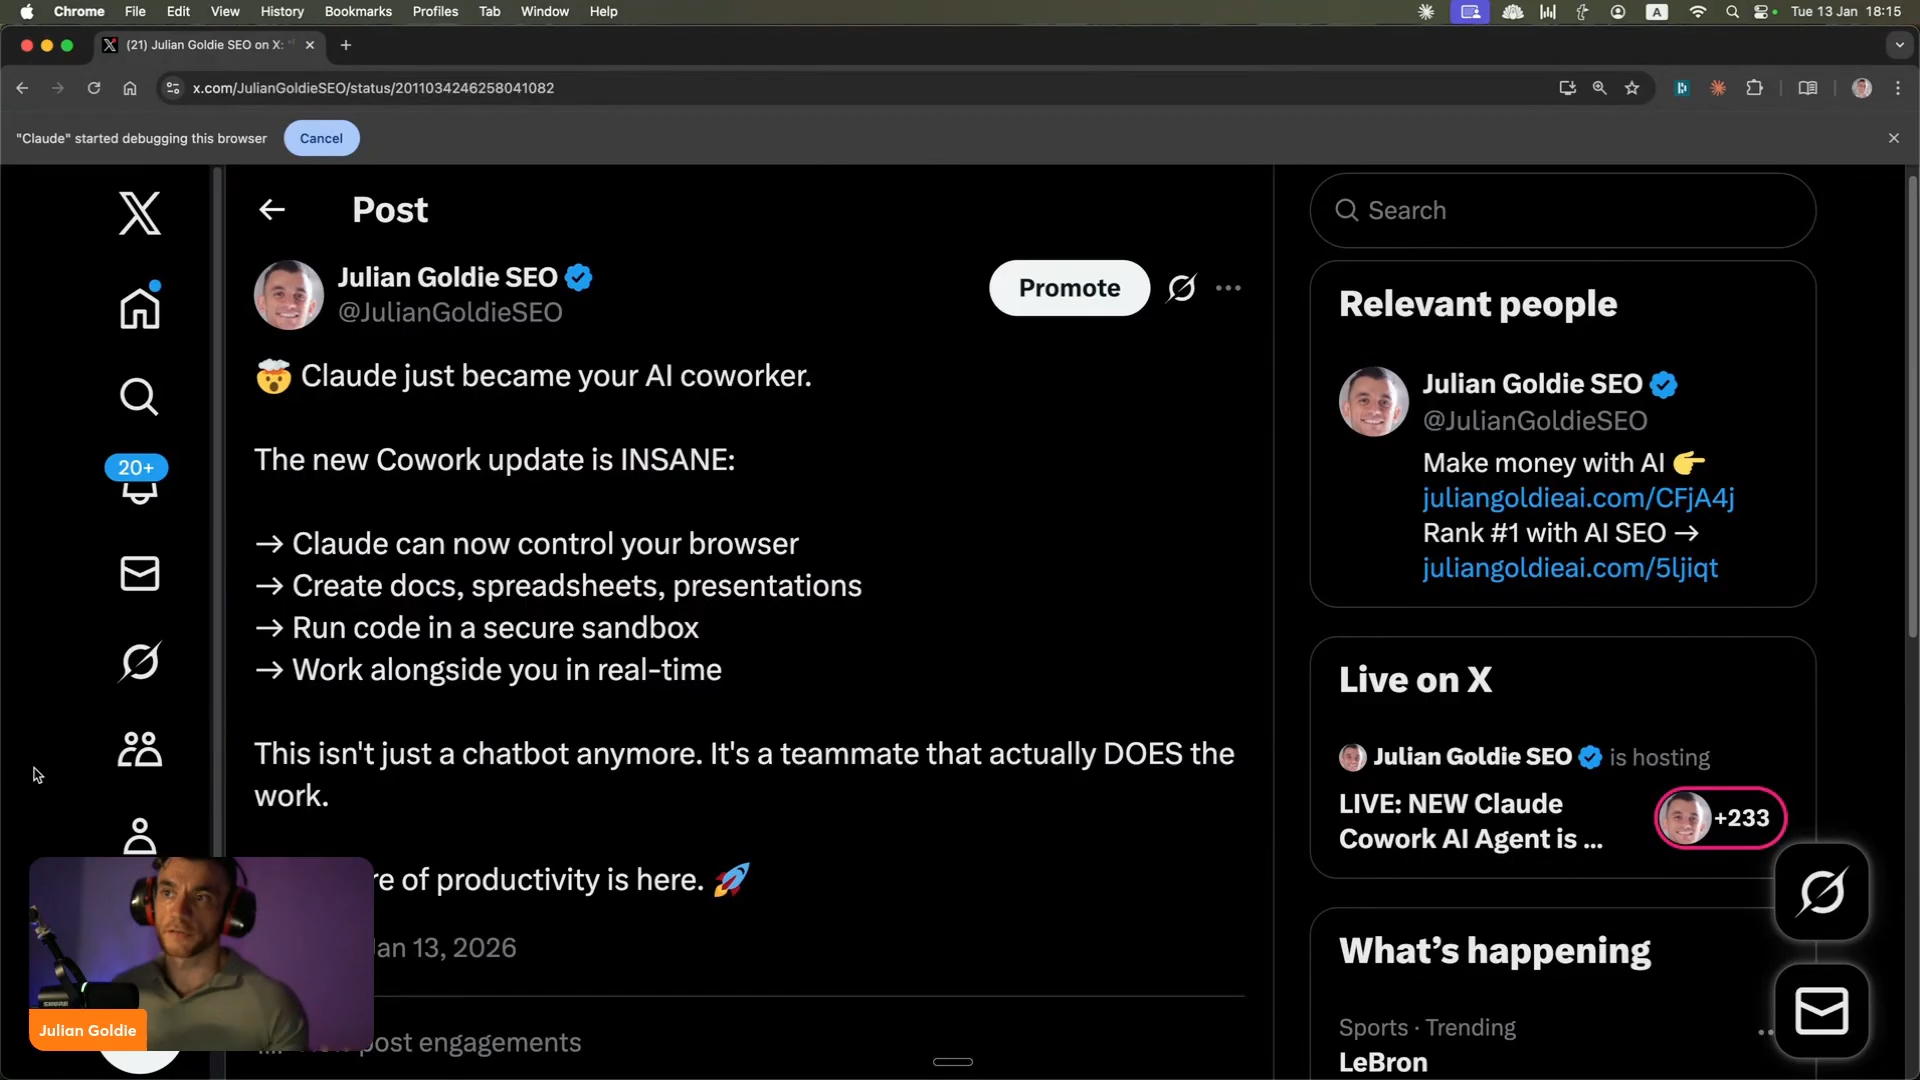 Chrome File Edit View History Bookmarks Profiles Tab Window Help
A
Tue 13 Jan 18:15
(21) Julian Goldie SEO on X: "
x.com/JulianGoldieSEO/status/2011034246258041082
"Claude" started debugging this browser
Cancel
Post
Julian Goldie SEO
@JulianGoldieSEO
Promote
🤯 Claude just became your AI coworker.
The new Cowork update is INSANE:
→ Claude can now control your browser
→ Create docs, spreadsheets, presentations
→ Run code in a secure sandbox
→ Work alongside you in real-time
This isn't just a chatbot anymore. It's a teammate that actually DOES the
work.
re of productivity is here. 🚀
Jan 13, 2026
post engagements
20+
SHURE
Julian Goldie
Search
Relevant people
Julian Goldie SEO
@JulianGoldieSEO
Make money with AI 👉
juliangoldieai.com/CFjA4j
Rank #1 with AI SEO →
juliangoldieai.com/5ljiqt
Live on X
Julian Goldie SEO is hosting
LIVE: NEW Claude
Cowork AI Agent is ...
+233
What's happening
Sports · Trending
LeBron